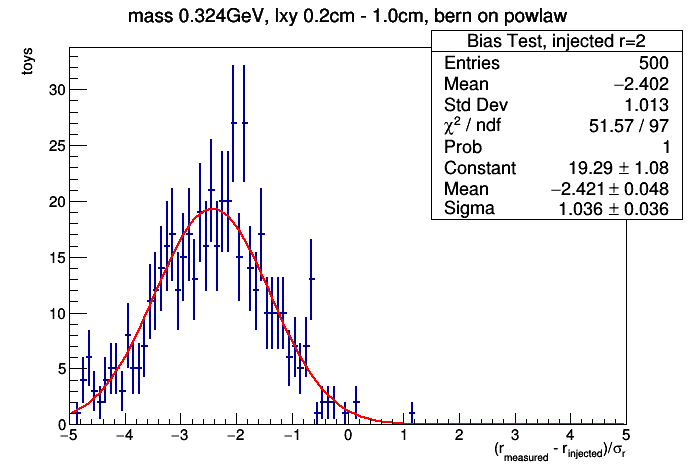 mass 0.324GeV, lxy 0.2cm - 1.0cm, bern on powlaw
toys
Bias Test, injected r=2
Entries 500
Mean −2.402
Std Dev 1.013
χ² / ndf 51.57 / 97
Prob 1
Constant 19.29 ± 1.08
Mean −2.421 ± 0.048
Sigma 1.036 ± 0.036
30
25
20
15
10
5
0
−5 −4 −3 −2 −1 0 1 2 3 4 5
(r_measured - r_injected)/σ_r